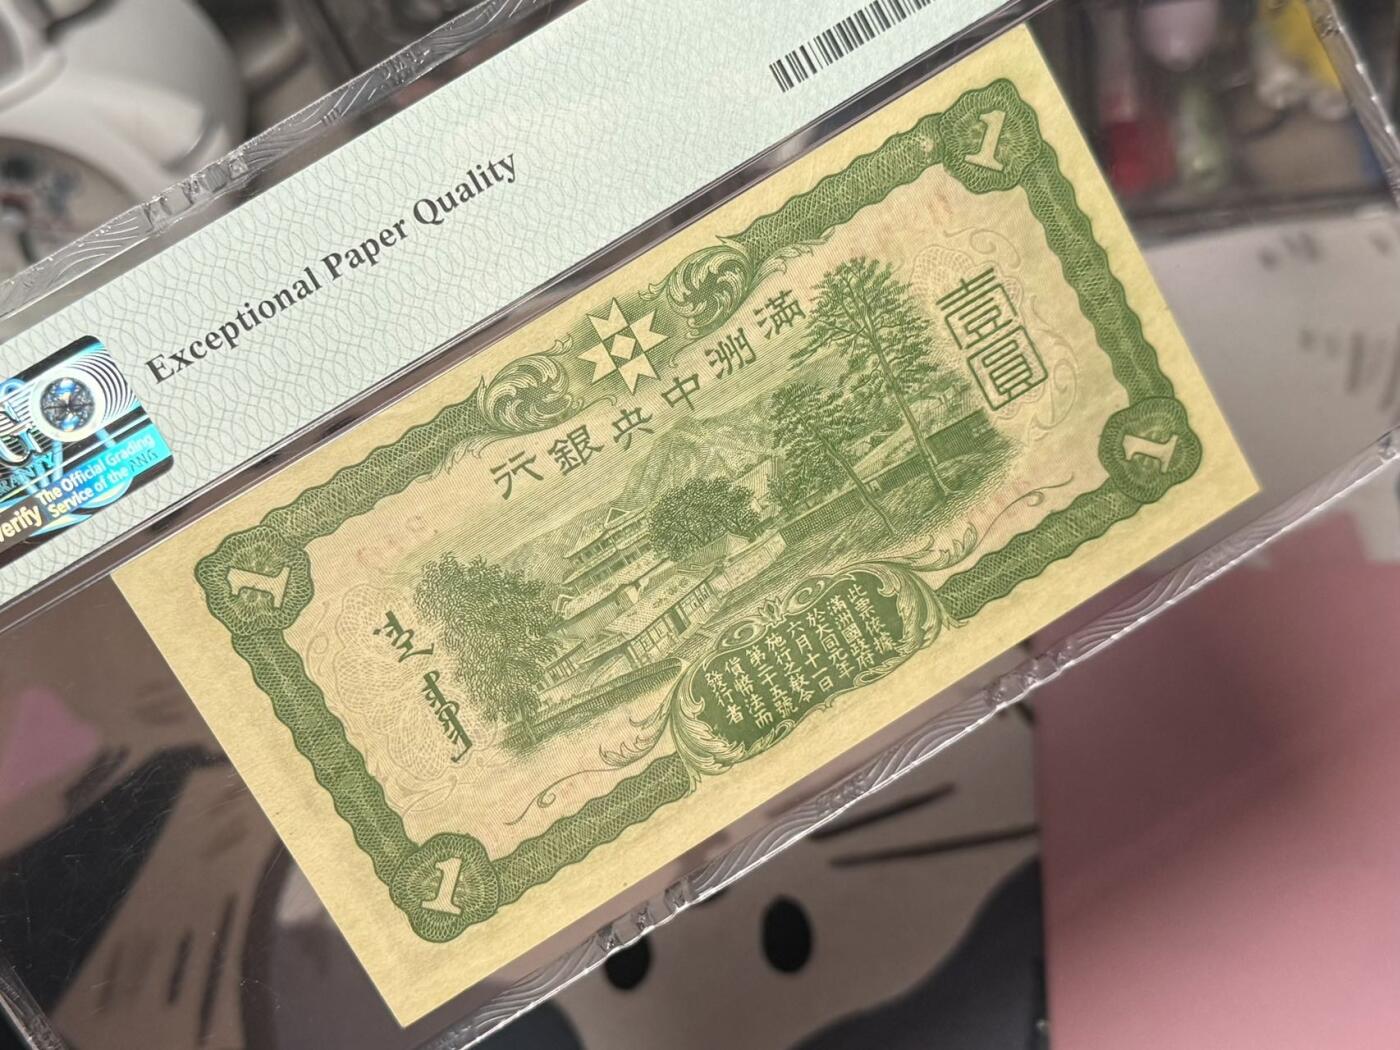 Exceptional Paper Quality
The Official Grading
Service of the ANA
Verify
滿洲中央銀行
壹圓
1
1
1
1
此票依據
滿洲國政府
於大同元年
六月十一日
施行之敎令
第二十五號
貨幣法而
發行者